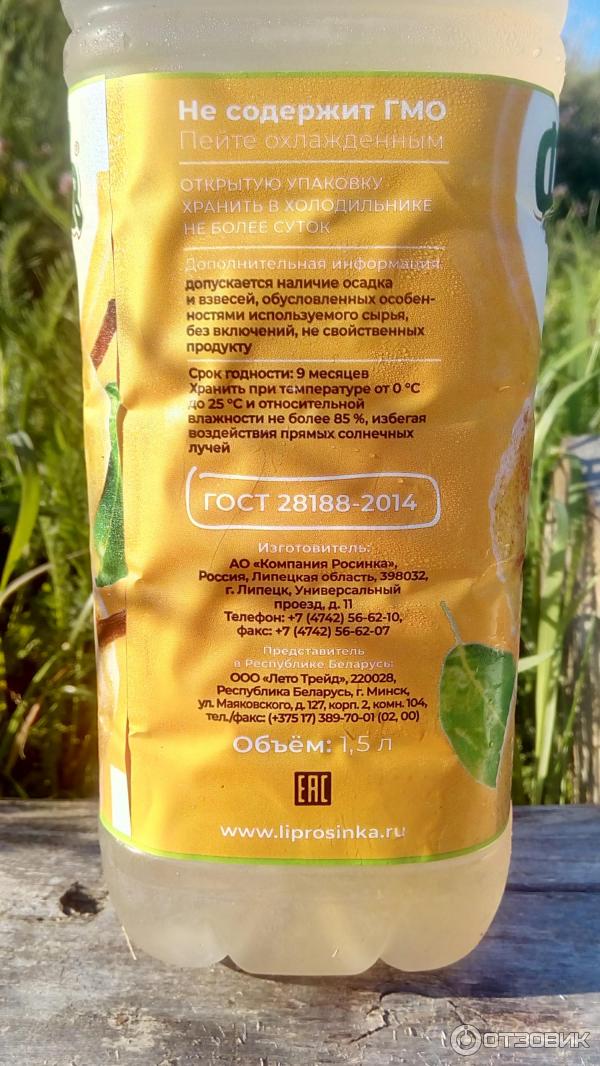 Не содержит ГМО
Пейте охлажденным
ОТКРЫТУЮ УПАКОВКУ
ХРАНИТЬ В ХОЛОДИЛЬНИКЕ
НЕ БОЛЕЕ СУТОК
Дополнительная информация:
допускается наличие осадка
и взвесей, обусловленных особен-
ностями используемого сырья,
без включений, не свойственных
продукту
Срок годности: 9 месяцев
Хранить при температуре от 0 °С
до 25 °С и относительной
влажности не более 85 %, избегая
воздействия прямых солнечных
лучей
ГОСТ 28188-2014
Изготовитель:
АО «Компания Росинка»,
Россия, Липецкая область, 398032,
г. Липецк, Универсальный
проезд, д. 11
Телефон: +7 (4742) 56-62-10,
факс: +7 (4742) 56-62-07
Представитель
в Республике Беларусь:
ООО «Лето Трейд», 220028,
Республика Беларусь, г. Минск,
ул. Маяковского, д. 127, корп. 2, комн. 104,
тел./факс: (+375 17) 389-70-01 (02, 00)
Объём: 1,5 л
EAC
www.liprosinka.ru
ОТЗОВИК